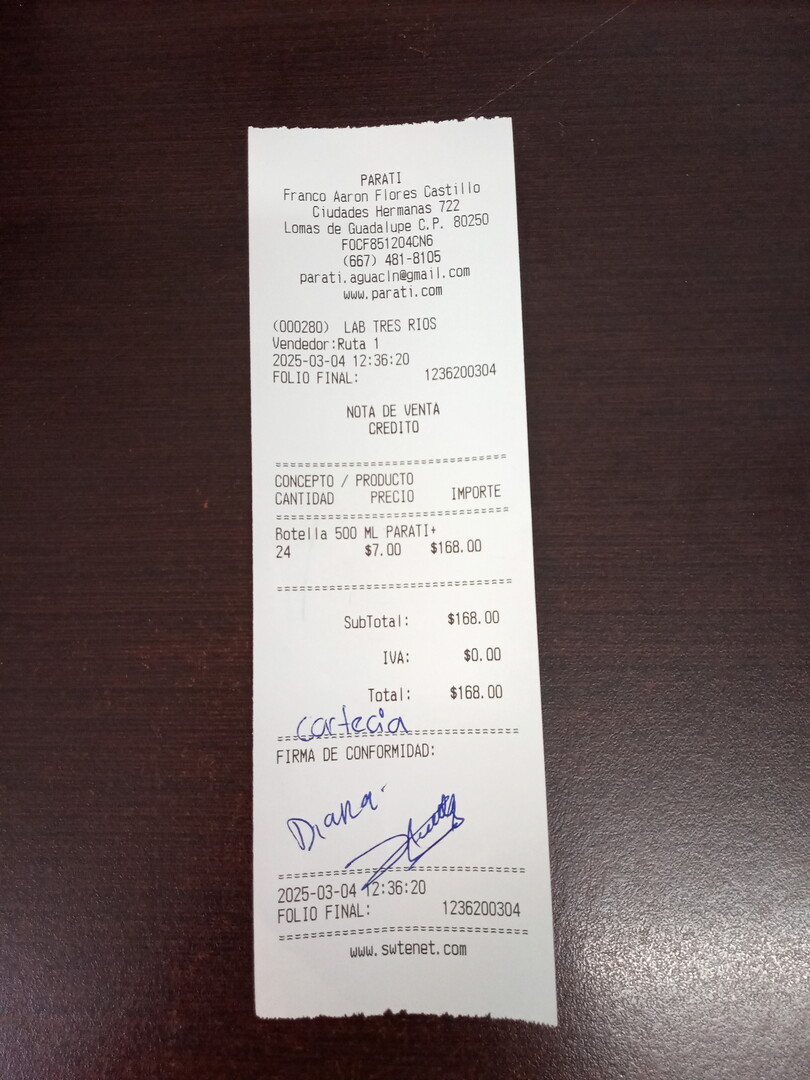 PARATI
Franco Aaron Flores Castillo
Ciudades Hermanas 722
Lomas de Guadalupe C.P. 80250
FOCF851204CN6
(667) 481-8105
parati.aguacln@gmail.com
www.parati.com
(000280) LAB TRES RIOS
Vendedor:Ruta 1
2025-03-04 12:36:20
FOLIO FINAL: 1236200304
NOTA DE VENTA
CREDITO
================================
CONCEPTO / PRODUCTO
CANTIDAD PRECIO IMPORTE
================================
Botella 500 ML PARATI+
24 $7.00 $168.00
================================
SubTotal: $168.00
IVA: $0.00
Total: $168.00
cortecia
================================
FIRMA DE CONFORMIDAD:
Diana.
================================
2025-03-04 12:36:20
FOLIO FINAL: 1236200304
================================
www.swtenet.com